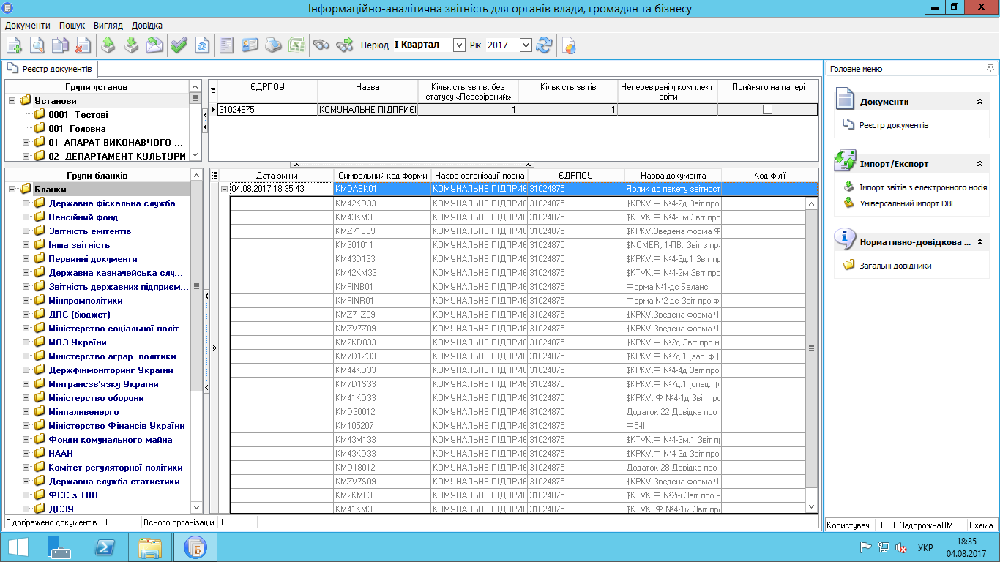 Інформаційно-аналітична звітність для органів влади, громадян та бізнесу
Документи Пошук Вигляд Довідка
Період I Квартал Рік 2017
Реєстр документів
Групи установ
Установи
0001 Тестові
001 Головна
01 АПАРАТ ВИКОНАВЧОГО ...
02 ДЕПАРТАМЕНТ КУЛЬТУРИ
ЄДРПОУ Назва Кількість звітів, без статусу «Перевірений» Кількість звітів Неперевірені у комплекті звіти Прийнято на папері
31024875 КОМУНАЛЬНЕ ПІДПРИЄ 1 1
Групи бланків
Бланки
Державна фіскальна служба
Пенсійний фонд
Звітність емітентів
Інша звітність
Первинні документи
Державна казначейська слу...
Звітність державних підприєм...
Мінпромполітики
ДПС (бюджет)
Міністерство соціальної політ...
МОЗ України
Міністерство аграр. політики
Держфінмоніторинг України
Мінтрансзв'язку України
Міністерство оборони
Мінпаливенерго
Міністерство Фінансів України
Фонди комунального майна
НААН
Комітет регуляторної політики
Державна служба статистики
ФСС з ТВП
ДСЗУ
Дата зміни Символьний код форми Назва організації повна ЄДРПОУ Назва документа Код філії
04.08.2017 18:35:43 KMDABK01 КОМУНАЛЬНЕ ПІДПРИЄ 31024875 Ярлик до пакету звітност
KM42KD33 КОМУНАЛЬНЕ ПІДПРИЄ 31024875 $KPKV,Ф №4-2д Звіт про
KM43KM33 КОМУНАЛЬНЕ ПІДПРИЄ 31024875 $KTVK,Ф №4-3м Звіт про
KMZ71S09 КОМУНАЛЬНЕ ПІДПРИЄ 31024875 $KPKV,Зведена форма Ф
KM301011 КОМУНАЛЬНЕ ПІДПРИЄ 31024875 $NOMER, 1-ПВ. Звіт з пр
KM43D133 КОМУНАЛЬНЕ ПІДПРИЄ 31024875 $KPKV,Ф №4-3д.1 Звіт пр
KM42KM33 КОМУНАЛЬНЕ ПІДПРИЄ 31024875 $KTVK,Ф №4-2м Звіт про
KMFINB01 КОМУНАЛЬНЕ ПІДПРИЄ 31024875 Форма №1-дс Баланс
KMFINR01 КОМУНАЛЬНЕ ПІДПРИЄ 31024875 Форма №2-дс Звіт про ф
KMZ71Z09 КОМУНАЛЬНЕ ПІДПРИЄ 31024875 $KPKV,Зведена форма Ф
KMZV7Z09 КОМУНАЛЬНЕ ПІДПРИЄ 31024875 $KPKV,Зведена форма Ф
KM2KD033 КОМУНАЛЬНЕ ПІДПРИЄ 31024875 $KPKV,Ф №2д Звіт про н
KM7D1Z33 КОМУНАЛЬНЕ ПІДПРИЄ 31024875 $KPKV,Ф №7д.1 (заг. ф.)
KM44KD33 КОМУНАЛЬНЕ ПІДПРИЄ 31024875 $KPKV,Ф №4-4д Звіт про
KM7D1S33 КОМУНАЛЬНЕ ПІДПРИЄ 31024875 $KPKV,Ф №7д.1 (спец. ф
KM41KD33 КОМУНАЛЬНЕ ПІДПРИЄ 31024875 $KPKV, Ф №4-1д Звіт про
KMD30012 КОМУНАЛЬНЕ ПІДПРИЄ 31024875 Додаток 22 Довідка про
KM105207 КОМУНАЛЬНЕ ПІДПРИЄ 31024875 Ф5-ІІ
KM43M133 КОМУНАЛЬНЕ ПІДПРИЄ 31024875 $KTVK,Ф №4-3м.1 Звіт п
KM43KD33 КОМУНАЛЬНЕ ПІДПРИЄ 31024875 $KPKV,Ф №4-3д Звіт про
KMD18012 КОМУНАЛЬНЕ ПІДПРИЄ 31024875 Додаток 28 Довідка про
KMZV7S09 КОМУНАЛЬНЕ ПІДПРИЄ 31024875 $KPKV,Зведена форма Ф
KM2KM033 КОМУНАЛЬНЕ ПІДПРИЄ 31024875 $KTVK,Ф №2м Звіт про н
KM41KM33 КОМУНАЛЬНЕ ПІДПРИЄ 31024875 $KTVK, Ф №4-1м Звіт про
Відображено документів 1 Всього організацій 1
Головне меню
Документи
Реєстр документів
Імпорт/Експорт
Імпорт звітів з електронного носія
Універсальний імпорт DBF
Нормативно-довідкова ...
Загальні довідники
Користувач USERЗадорожнаЛМ Схема
УКР
18:35
04.08.2017